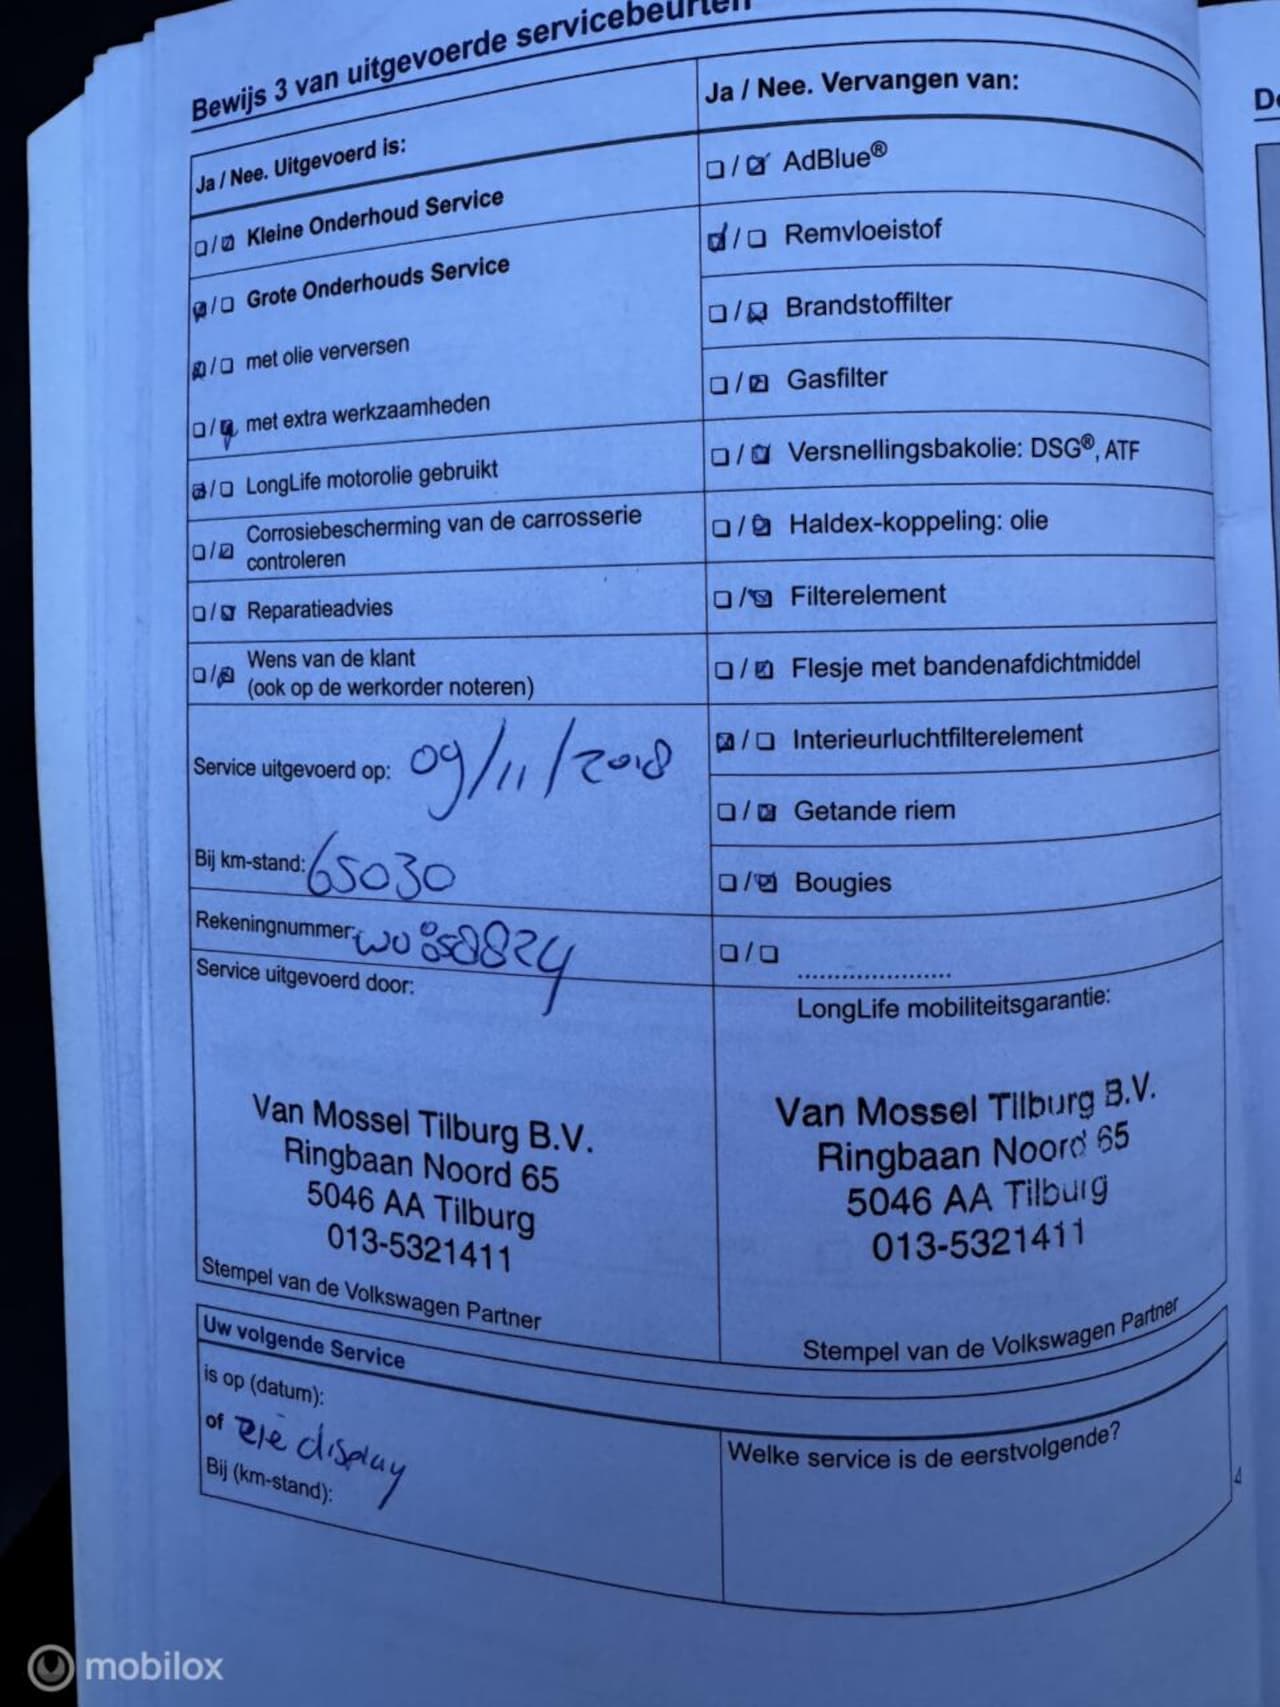 Bewijs 3 van uitgevoerde servicebeurten
Ja / Nee. Uitgevoerd is:
☐/☑ Kleine Onderhoud Service
☑/☐ Grote Onderhouds Service
☑/☐ met olie verversen
☐/☑ met extra werkzaamheden
☑/☐ LongLife motorolie gebruikt
☐/☑ Corrosiebescherming van de carrosserie
controleren
☐/☑ Reparatieadvies
☐/☑ Wens van de klant
(ook op de werkorder noteren)
Service uitgevoerd op: 09/11/2018
Bij km-stand: 65030
Rekeningnummer:
Service uitgevoerd door:
Van Mossel Tilburg B.V.
Ringbaan Noord 65
5046 AA Tilburg
013-5321411
Stempel van de Volkswagen Partner
Ja / Nee. Vervangen van:
☐/☑ AdBlue®
☑/☐ Remvloeistof
☐/☑ Brandstoffilter
☐/☑ Gasfilter
☐/☑ Versnellingsbakolie: DSG®, ATF
☐/☑ Haldex-koppeling: olie
☐/☑ Filterelement
☐/☑ Flesje met bandenafdichtmiddel
☑/☐ Interieurluchtfilterelement
☐/☑ Getande riem
☐/☑ Bougies
☐/☐ ......................
LongLife mobiliteitsgarantie:
Van Mossel Tilburg B.V.
Ringbaan Noord 65
5046 AA Tilburg
013-5321411
Stempel van de Volkswagen Partner
Uw volgende Service
is op (datum):
of zie display
Bij (km-stand):
Welke service is de eerstvolgende?
mobilox